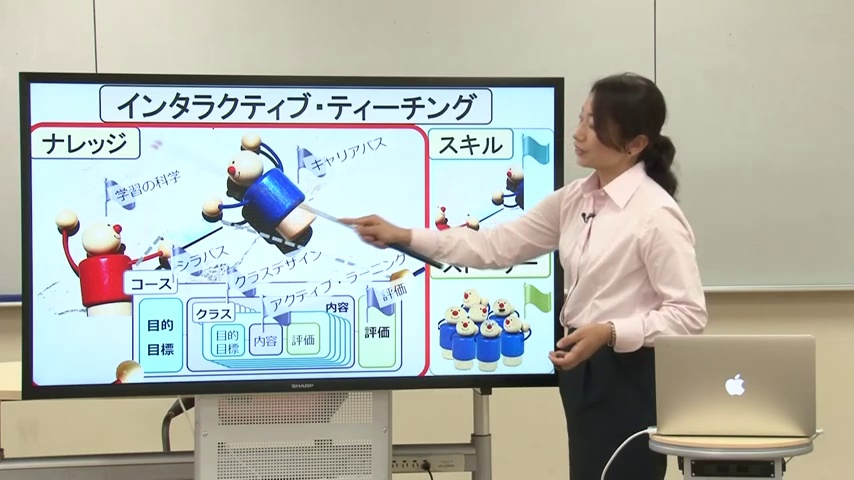 インタラクティブ・ティーチング
ナレッジ
スキル
キャリアパス
学習の科学
シラバス
クラスデザイン
アクティブ・ラーニング
評価
コース
目的
目標
クラス
内容
目的
目標
内容
評価
評価
SHARP